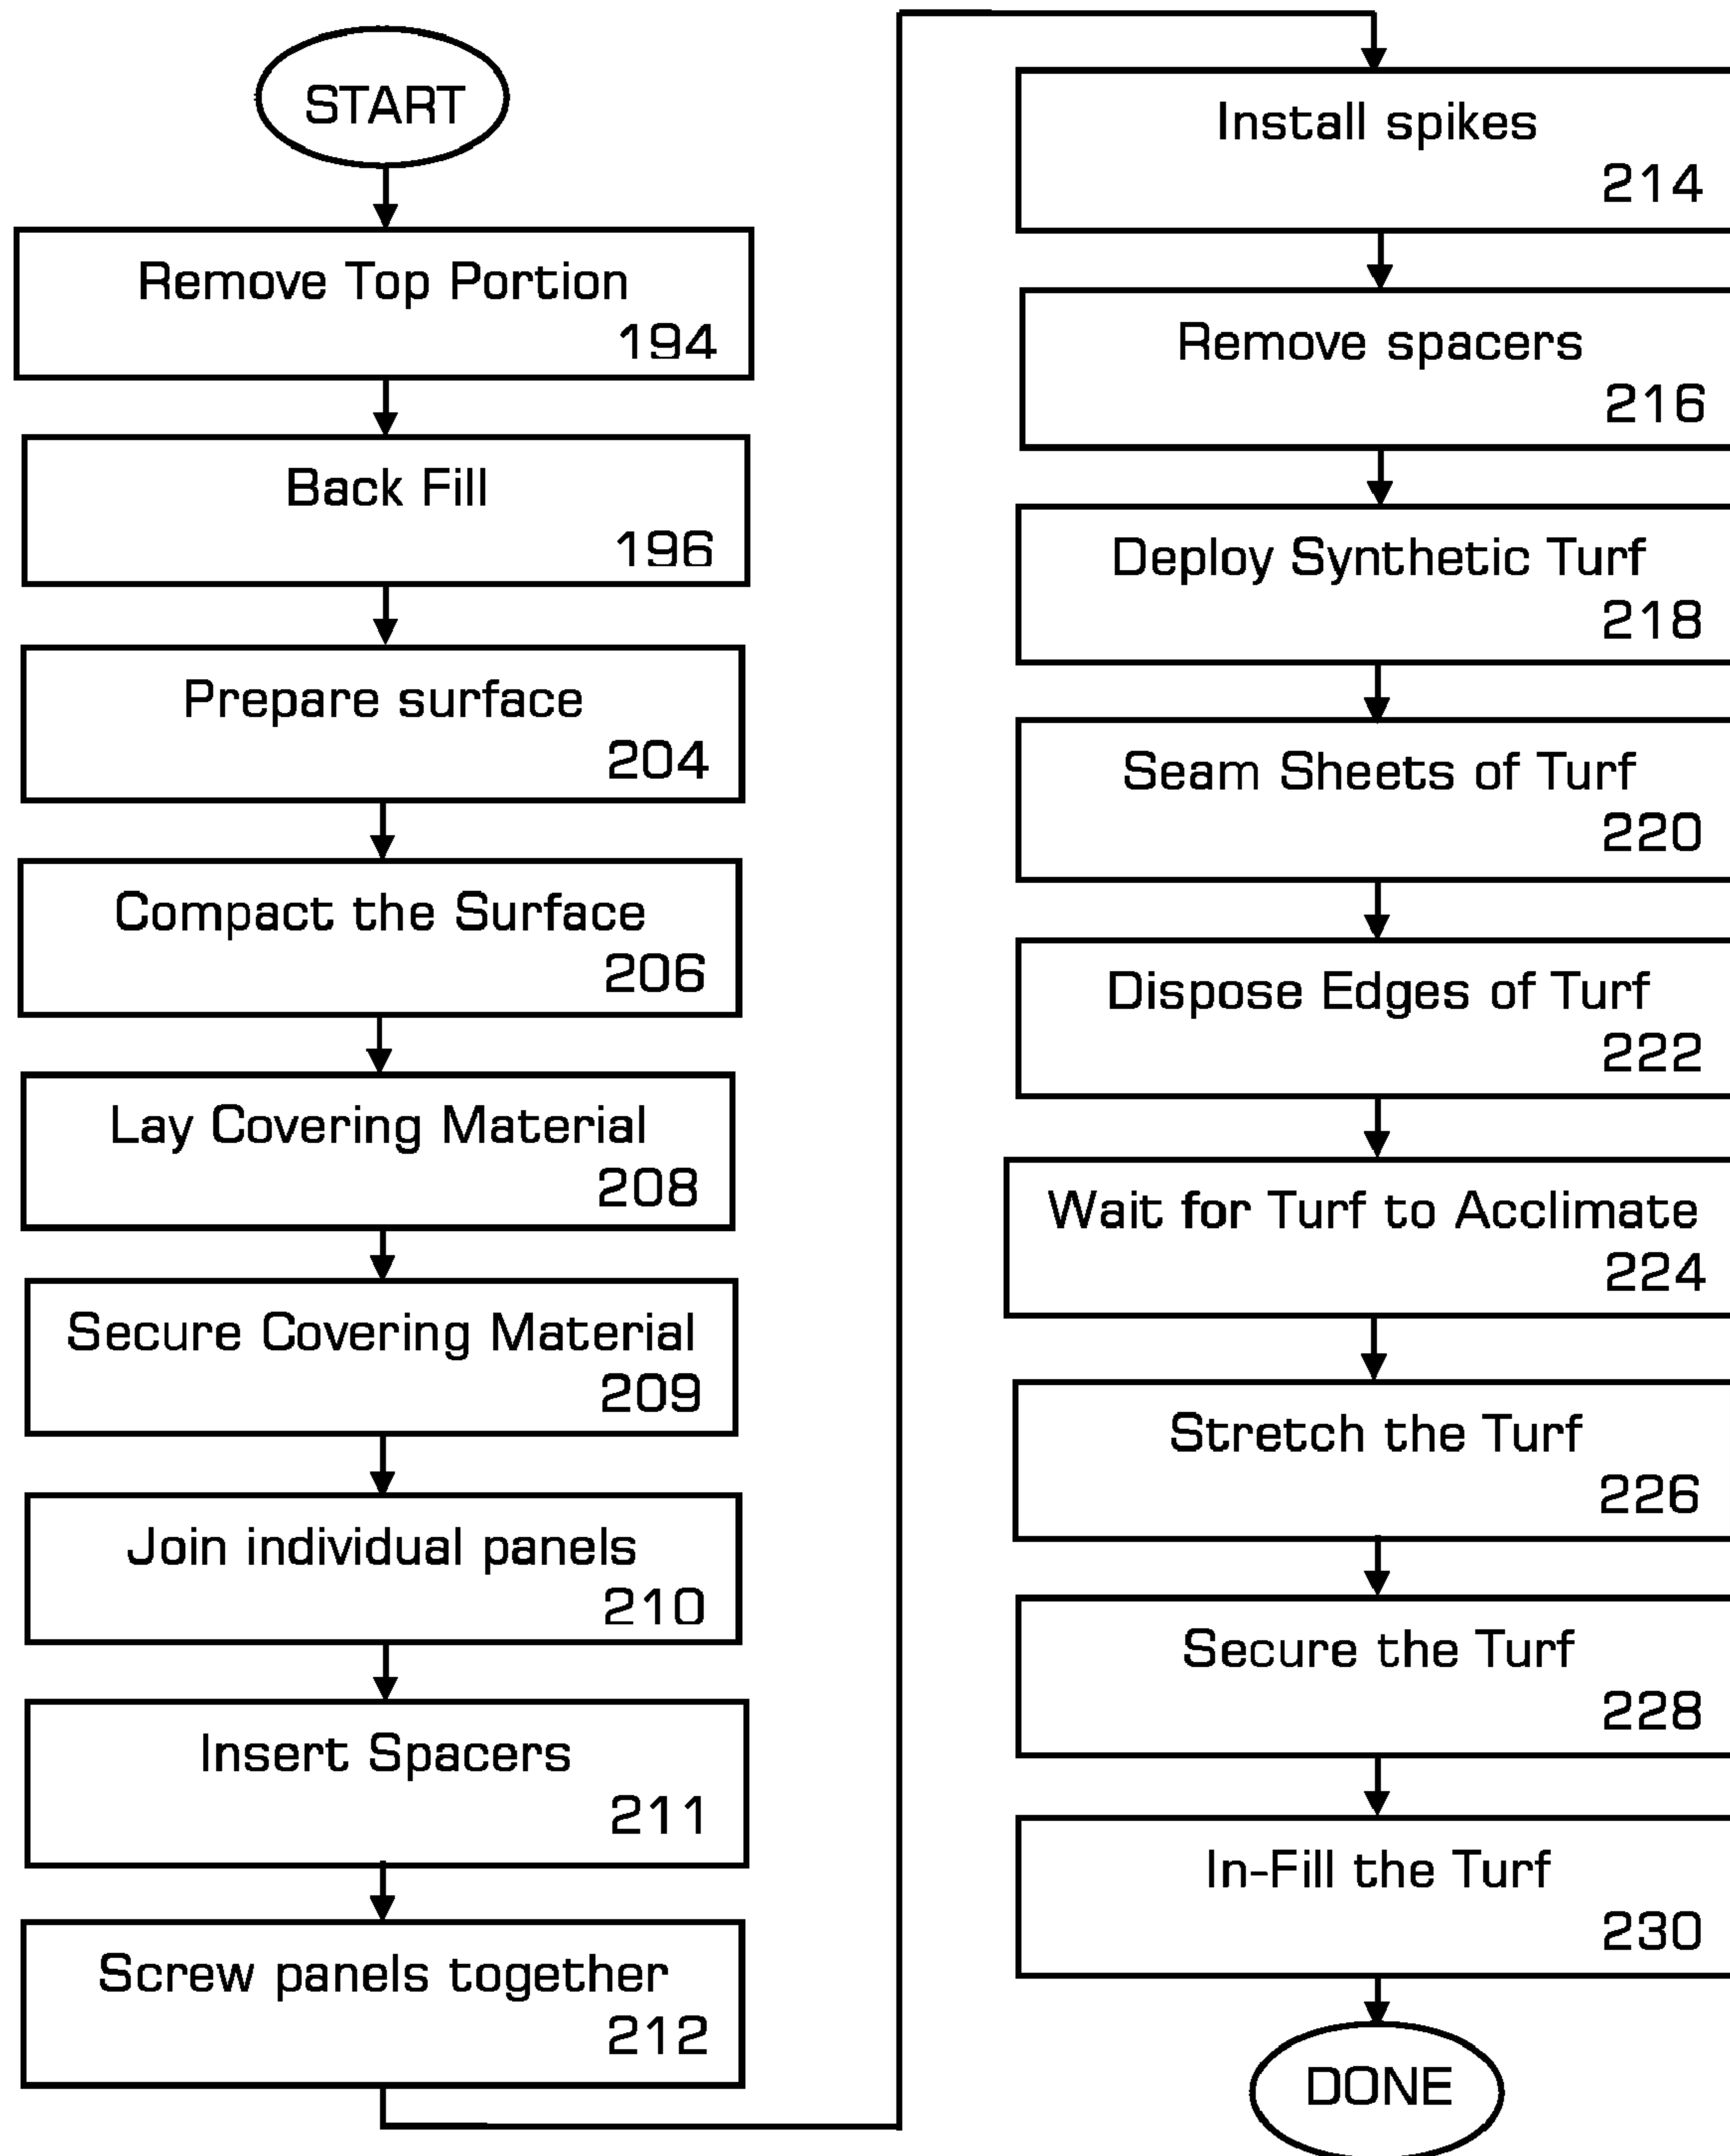 START
Remove Top Portion
194
Back Fill
196
Prepare surface
204
Compact the Surface
206
Lay Covering Material
208
Secure Covering Material
209
Join individual panels
210
Insert Spacers
211
Screw panels together
212
Install spikes
214
Remove spacers
216
Deploy Synthetic Turf
218
Seam Sheets of Turf
220
Dispose Edges of Turf
222
Wait for Turf to Acclimate
224
Stretch the Turf
226
Secure the Turf
228
In-Fill the Turf
230
DONE